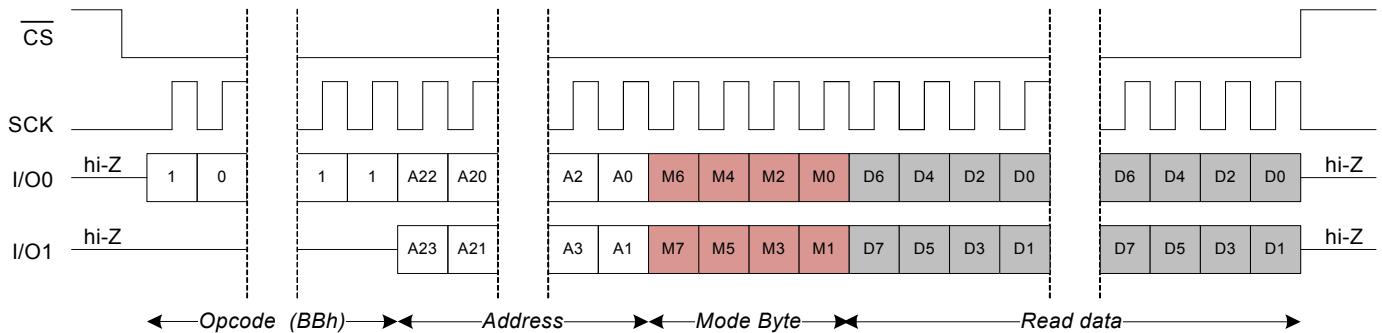 CS
SCK
I/O0 hi-Z 1 0 1 1 A22 A20 A2 A0 M6 M4 M2 M0 D6 D4 D2 D0 D6 D4 D2 D0 hi-Z
I/O1 hi-Z A23 A21 A3 A1 M7 M5 M3 M1 D7 D5 D3 D1 D7 D5 D3 D1 hi-Z
Opcode (BBh) Address Mode Byte Read data